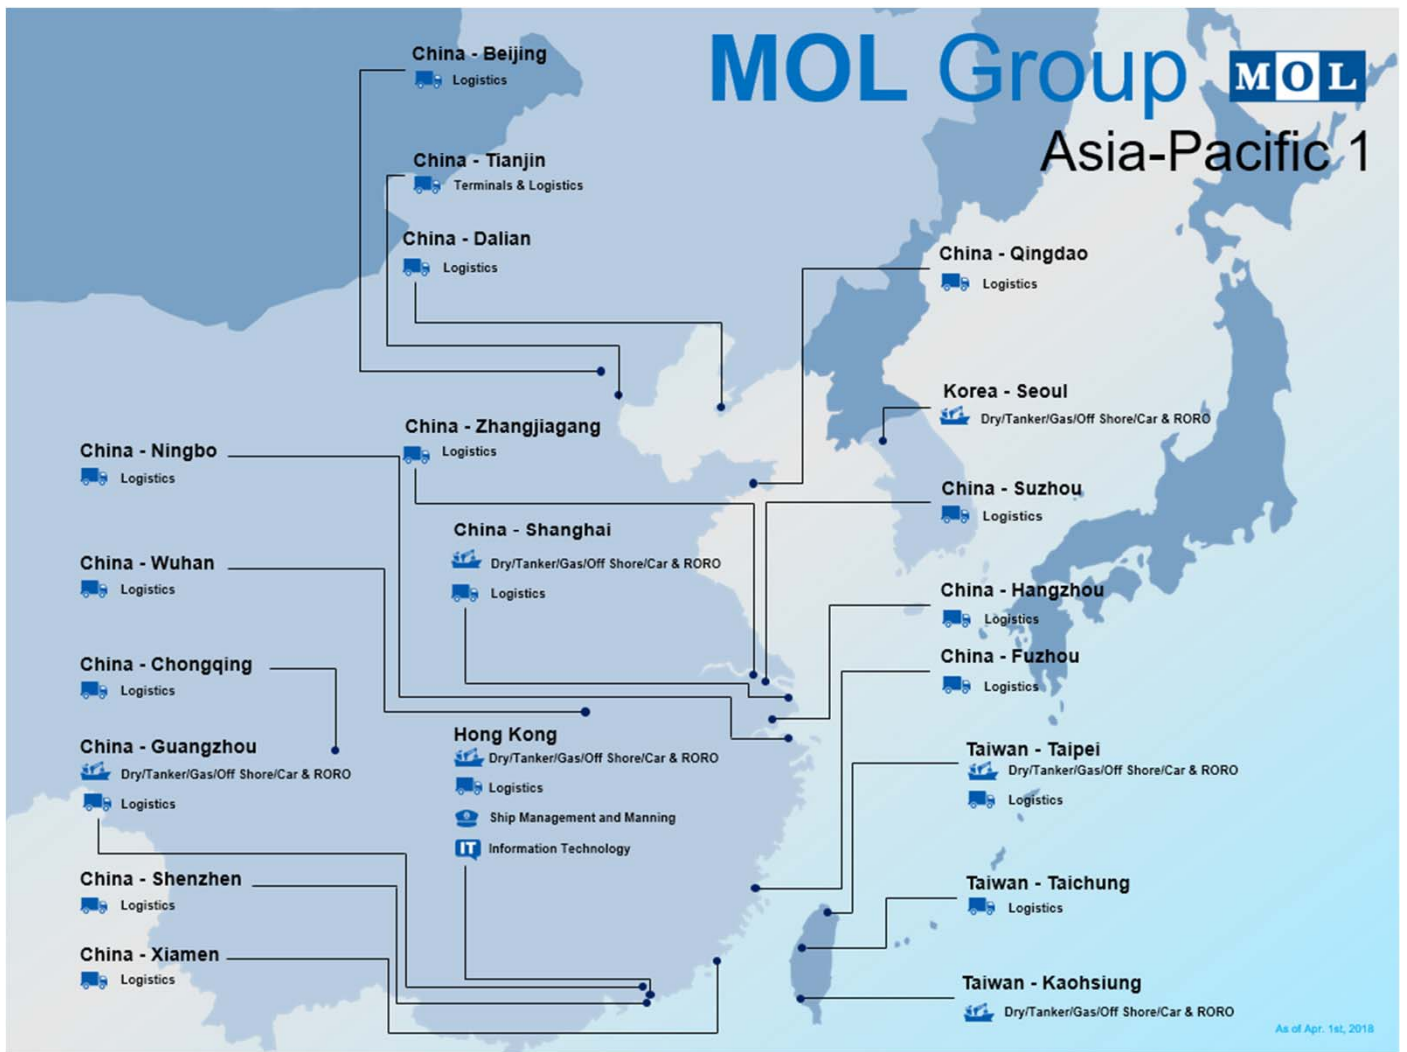 MOL Group MOL
Asia-Pacific 1
China - Beijing
Logistics
China - Tianjin
Terminals & Logistics
China - Dalian
Logistics
China - Qingdao
Logistics
Korea - Seoul
Dry/Tanker/Gas/Off Shore/Car & RORO
China - Zhangjiagang
Logistics
China - Ningbo
Logistics
China - Suzhou
Logistics
China - Shanghai
Dry/Tanker/Gas/Off Shore/Car & RORO
Logistics
China - Wuhan
Logistics
China - Hangzhou
Logistics
China - Fuzhou
Logistics
China - Chongqing
Logistics
China - Guangzhou
Dry/Tanker/Gas/Off Shore/Car & RORO
Logistics
Hong Kong
Dry/Tanker/Gas/Off Shore/Car & RORO
Logistics
Ship Management and Manning
IT Information Technology
Taiwan - Taipei
Dry/Tanker/Gas/Off Shore/Car & RORO
Logistics
China - Shenzhen
Logistics
Taiwan - Taichung
Logistics
China - Xiamen
Logistics
Taiwan - Kaohsiung
Dry/Tanker/Gas/Off Shore/Car & RORO
As of Apr. 1st, 2018